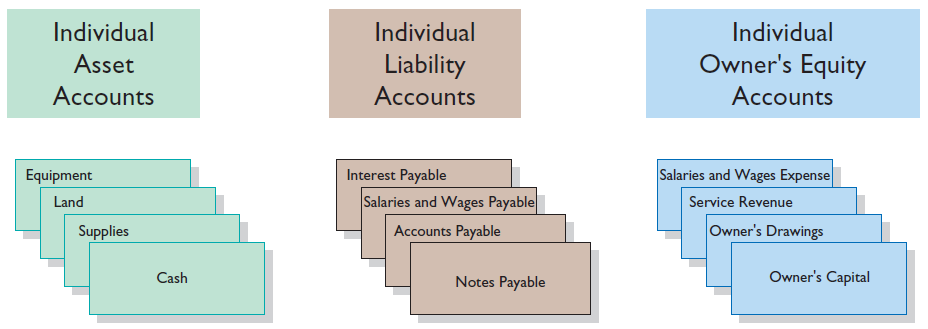 Individual
Asset
Accounts
Individual
Liability
Accounts
Individual
Owner's Equity
Accounts
Equipment
Land
Supplies
Cash
Interest Payable
Salaries and Wages Payable
Accounts Payable
Notes Payable
Salaries and Wages Expense
Service Revenue
Owner's Drawings
Owner's Capital